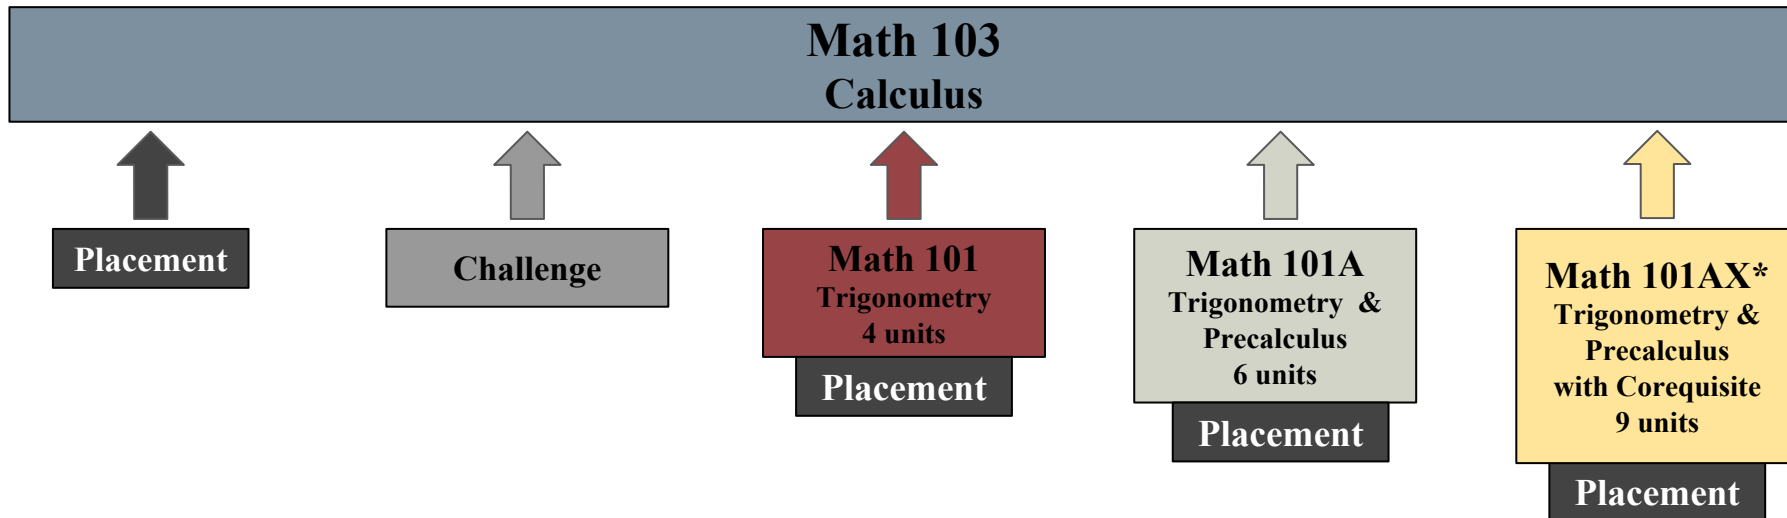 Math 103
Calculus
Placement
Challenge
Math 101
Trigonometry
4 units
Placement
Math 101A
Trigonometry &
Precalculus
6 units
Placement
Math 101AX*
Trigonometry &
Precalculus
with Corequisite
9 units
Placement